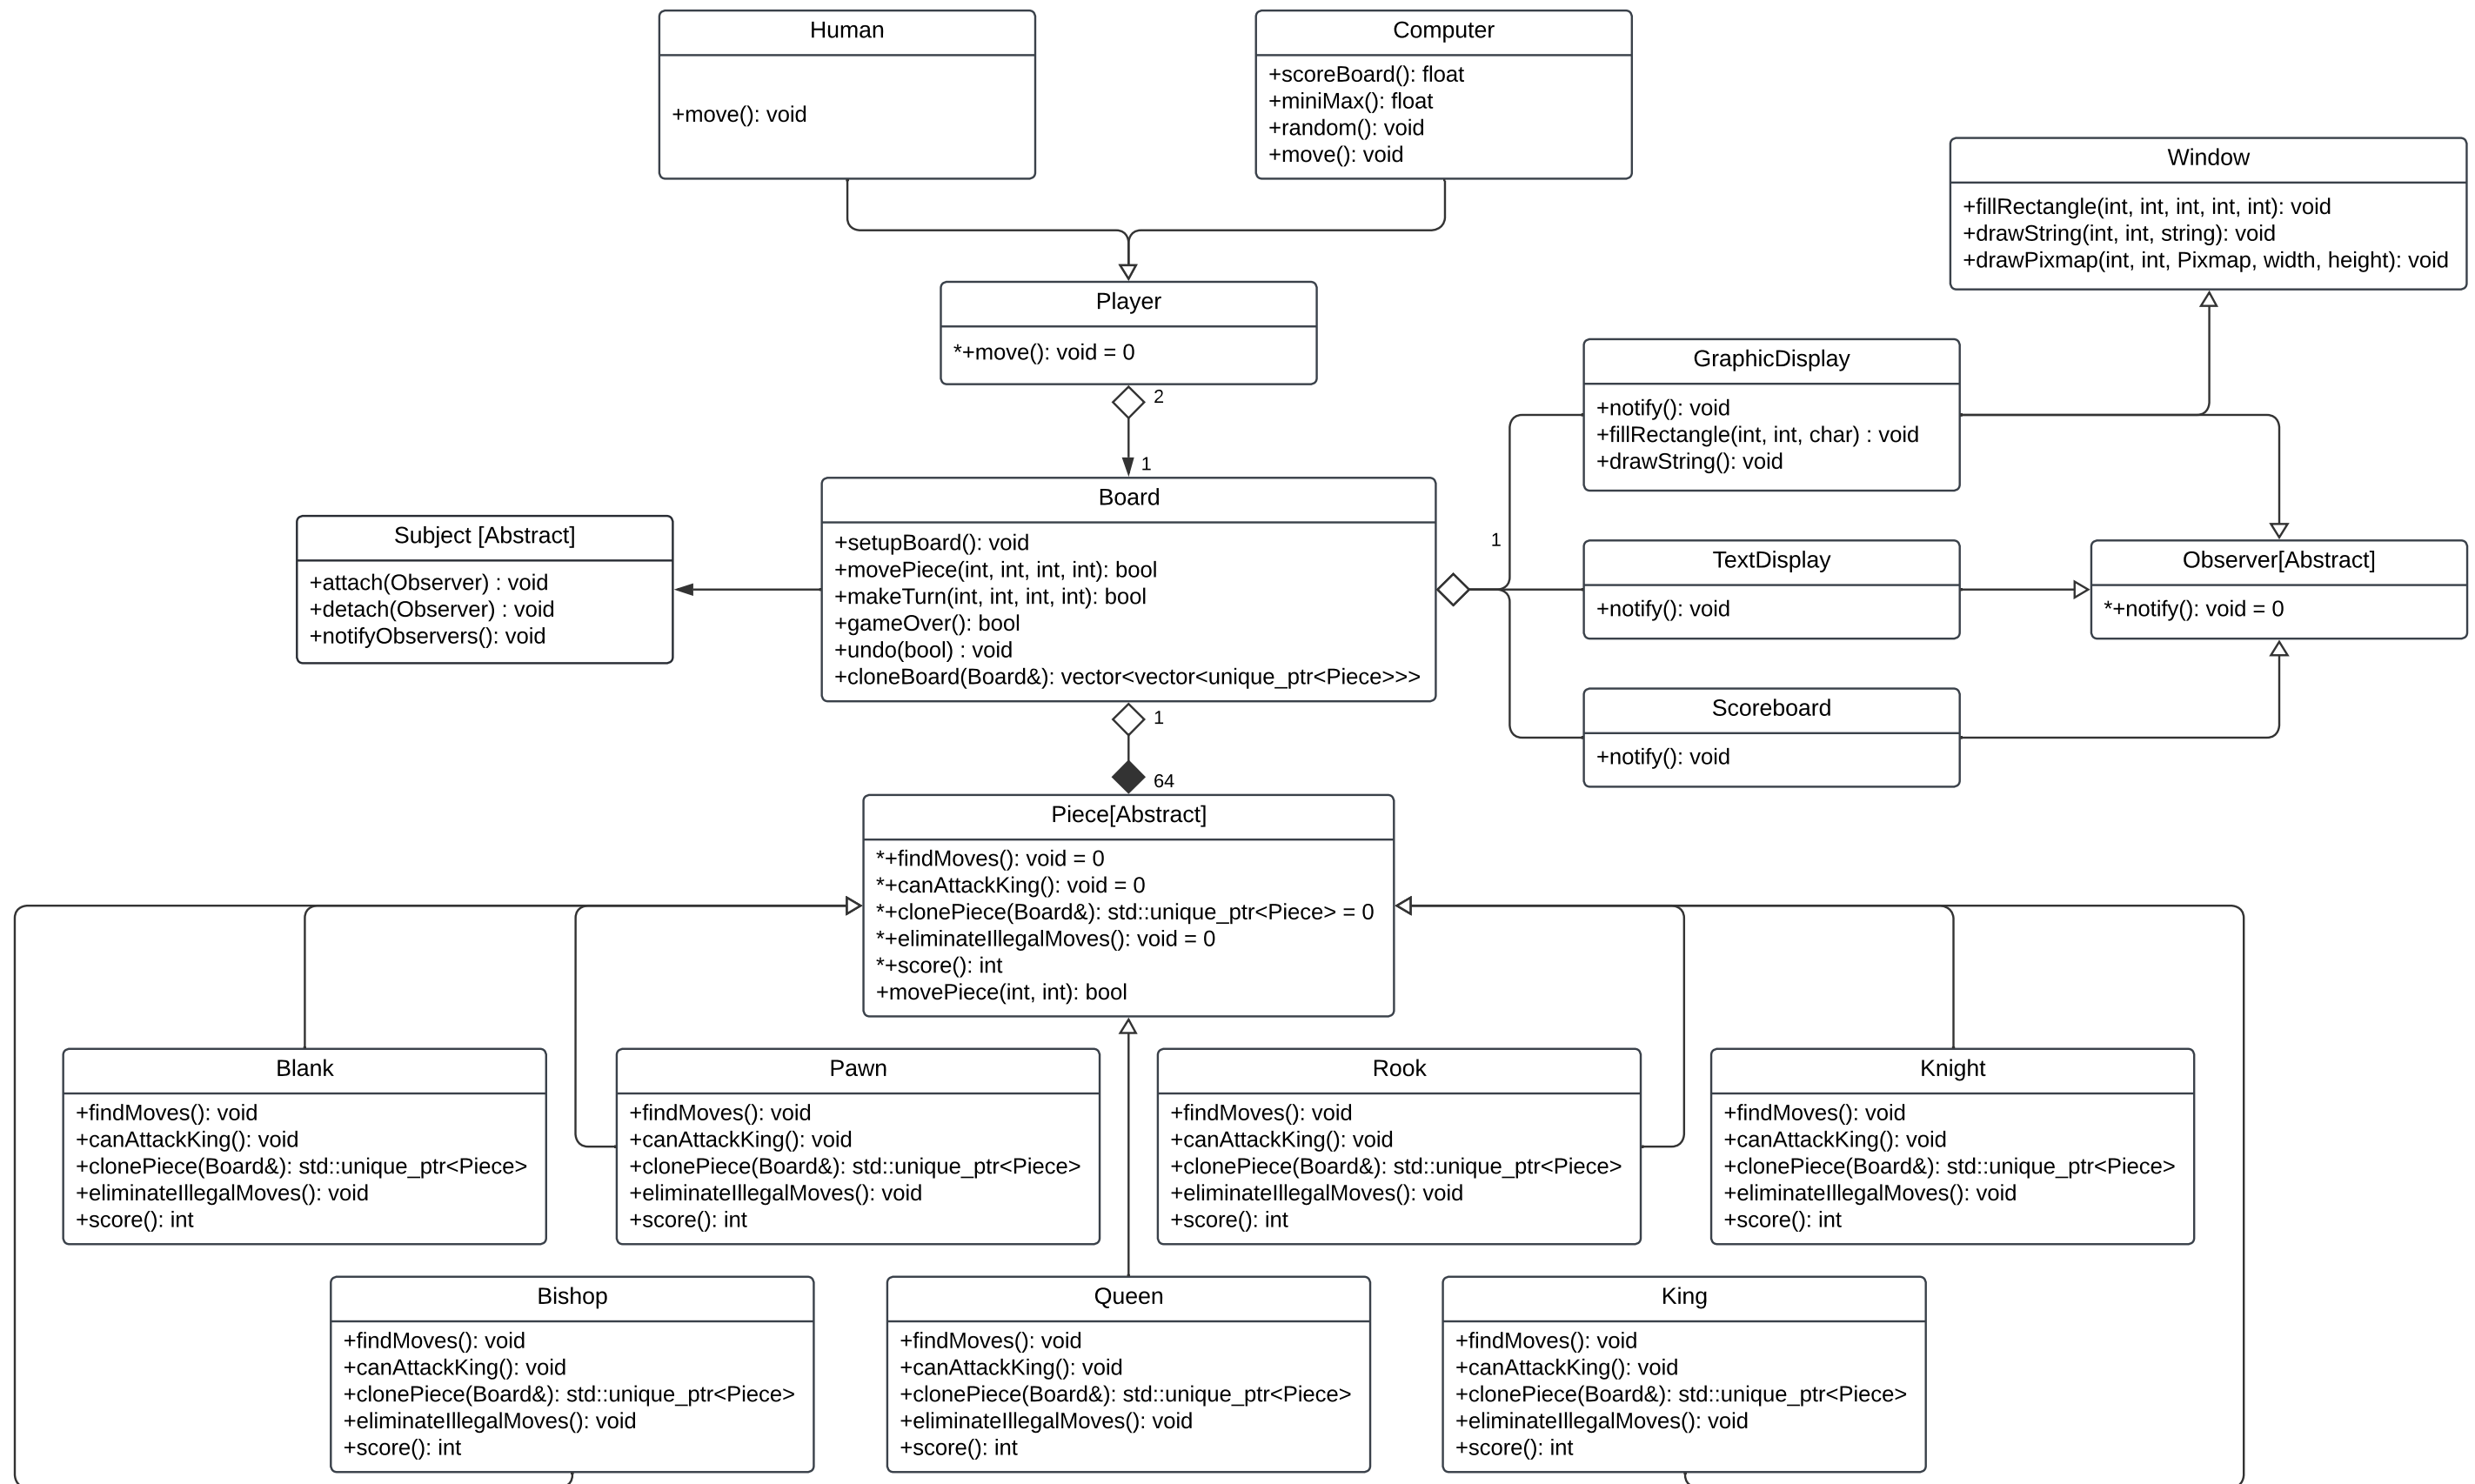 Human
+move(): void
Computer
+scoreBoard(): float
+miniMax(): float
+random(): void
+move(): void
Window
+fillRectangle(int, int, int, int, int): void
+drawString(int, int, string): void
+drawPixmap(int, int, Pixmap, width, height): void
Player
*+move(): void = 0
2
1
GraphicDisplay
+notify(): void
+fillRectangle(int, int, char) : void
+drawString(): void
Subject [Abstract]
+attach(Observer) : void
+detach(Observer) : void
+notifyObservers(): void
Board
+setupBoard(): void
+movePiece(int, int, int, int): bool
+makeTurn(int, int, int, int): bool
+gameOver(): bool
+undo(bool) : void
+cloneBoard(Board&): vector<vector<unique_ptr<Piece>>>
1
TextDisplay
+notify(): void
Observer[Abstract]
*+notify(): void = 0
Scoreboard
+notify(): void
1
64
Piece[Abstract]
*+findMoves(): void = 0
*+canAttackKing(): void = 0
*+clonePiece(Board&): std::unique_ptr<Piece> = 0
*+eliminateIllegalMoves(): void = 0
*+score(): int
+movePiece(int, int): bool
Blank
+findMoves(): void
+canAttackKing(): void
+clonePiece(Board&): std::unique_ptr<Piece>
+eliminateIllegalMoves(): void
+score(): int
Pawn
+findMoves(): void
+canAttackKing(): void
+clonePiece(Board&): std::unique_ptr<Piece>
+eliminateIllegalMoves(): void
+score(): int
Rook
+findMoves(): void
+canAttackKing(): void
+clonePiece(Board&): std::unique_ptr<Piece>
+eliminateIllegalMoves(): void
+score(): int
Knight
+findMoves(): void
+canAttackKing(): void
+clonePiece(Board&): std::unique_ptr<Piece>
+eliminateIllegalMoves(): void
+score(): int
Bishop
+findMoves(): void
+canAttackKing(): void
+clonePiece(Board&): std::unique_ptr<Piece>
+eliminateIllegalMoves(): void
+score(): int
Queen
+findMoves(): void
+canAttackKing(): void
+clonePiece(Board&): std::unique_ptr<Piece>
+eliminateIllegalMoves(): void
+score(): int
King
+findMoves(): void
+canAttackKing(): void
+clonePiece(Board&): std::unique_ptr<Piece>
+eliminateIllegalMoves(): void
+score(): int